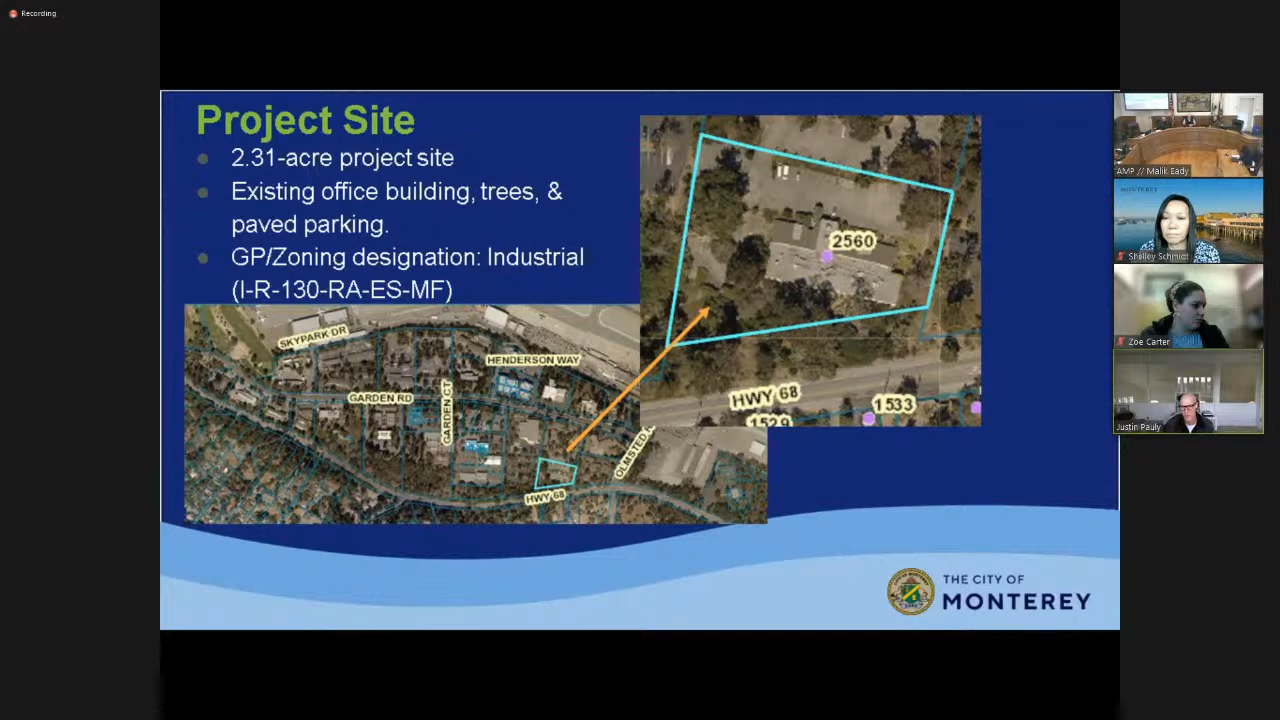 Recording
Project Site
2.31-acre project site
Existing office building, trees, &
paved parking.
GP/Zoning designation: Industrial
(I-R-130-RA-ES-MF)
SKYPARK DR
HENDERSON WAY
GARDEN RD
GARDEN CT
HWY 68
2560
HWY 68
1533
1529
THE CITY OF
MONTEREY
AMP // Malik Eady
MONTEREY
Shelley Schmidt
Zoe Carter
Justin Pauly